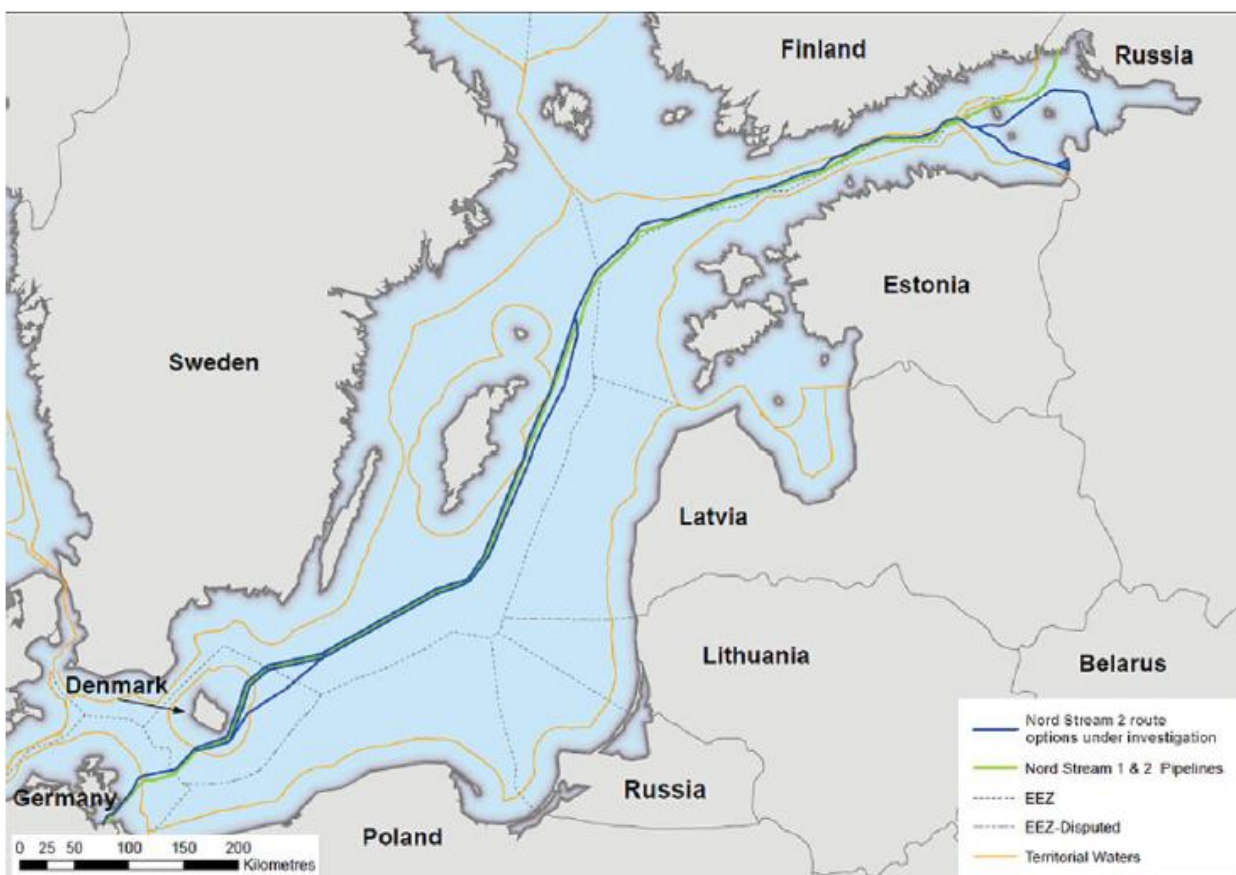 Finland
Russia
Estonia
Sweden
Latvia
Lithuania
Belarus
Denmark
Germany
Poland
Russia
Nord Stream 2 route
options under investigation
Nord Stream 1 & 2 Pipelines
EEZ
EEZ-Disputed
Territorial Waters
0 25 50 100 150 200
Kilometres